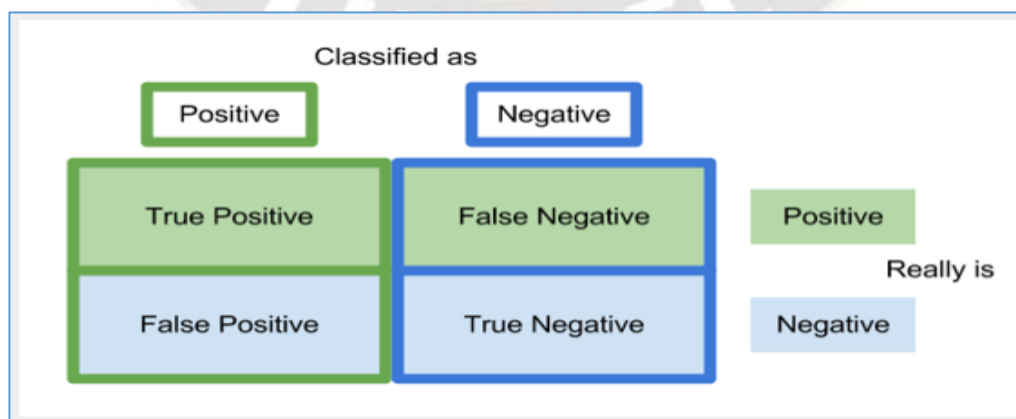 Classified as
Positive Negative
True Positive False Negative Positive
Really is
False Positive True Negative Negative